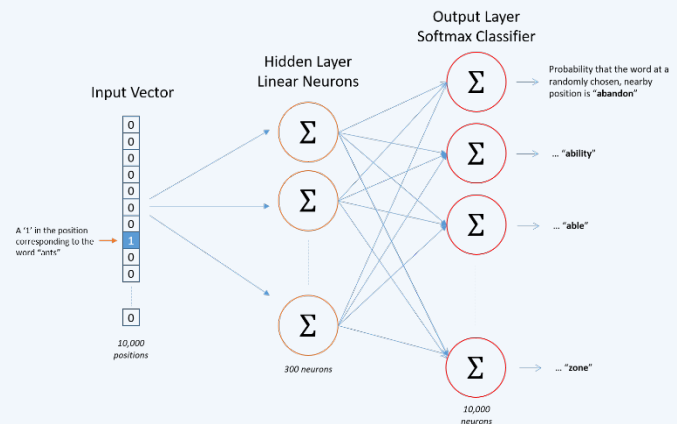 Output Layer
Softmax Classifier
Hidden Layer
Linear Neurons
Input Vector
0
0
0
0
0
0
0
1
0
0
0
A ‘1’ in the position
corresponding to the
word “ants”
10,000
positions
Σ
Σ
Σ
300 neurons
Σ
Σ
Σ
Σ
10,000
neurons
Probability that the word at a
randomly chosen, nearby
position is “abandon”
... “ability”
... “able”
... “zone”